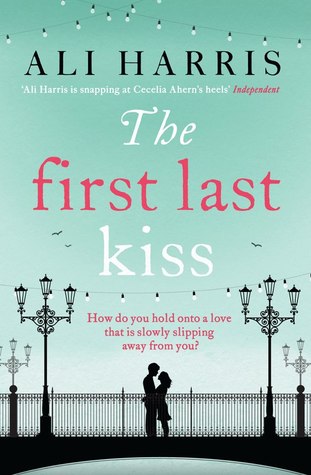 ALI HARRIS
‘Ali Harris is snapping at Cecelia Ahern’s heels’ Independent
The
first last
kiss
How do you hold onto a love
that is slowly slipping
away from you?